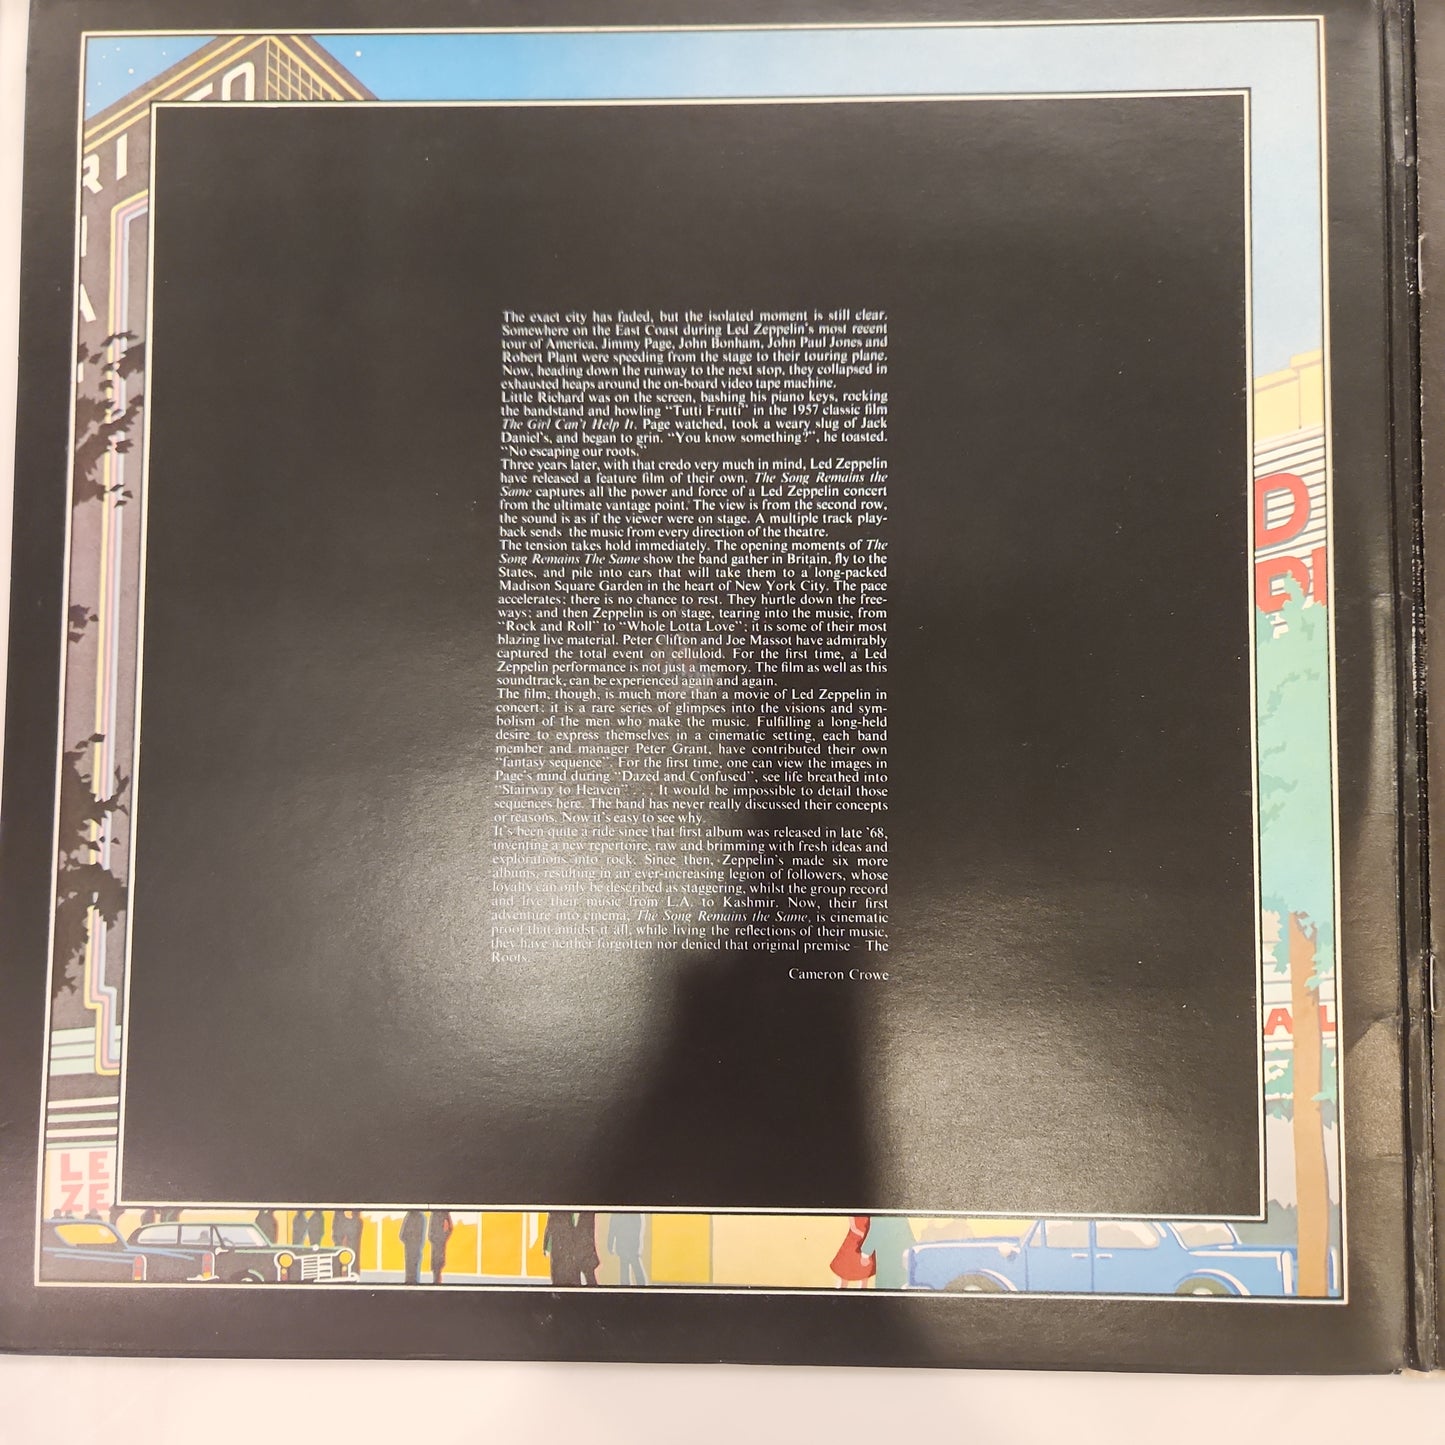 TO
RI
LE
ZE
The exact city has faded, but the isolated moment is still clear.
Somewhere on the East Coast during Led Zeppelin's most recent
tour of America, Jimmy Page, John Bonham, John Paul Jones and
Robert Plant were speeding from the stage to their touring plane.
Now, heading down the runway to the next stop, they collapsed in
exhausted heaps around the on-board video tape machine.
Little Richard was on the screen, bashing his piano keys, rocking
the bandstand and howling "Tutti Frutti" in the 1957 classic film
The Girl Can't Help It. Page watched, took a weary slug of Jack
Daniel's, and began to grin. "You know something?", he toasted.
"No escaping our roots."
Three years later, with that credo very much in mind, Led Zeppelin
have released a feature film of their own. The Song Remains the
Same captures all the power and force of a Led Zeppelin concert
from the ultimate vantage point. The view is from the second row,
the sound is as if the viewer were on stage. A multiple track play-
back sends the music from every direction of the theatre.
The tension takes hold immediately. The opening moments of The
Song Remains The Same show the band gather in Britain, fly to the
States, and pile into cars that will take them to a long-packed
Madison Square Garden in the heart of New York City. The pace
accelerates; there is no chance to rest. They hurtle down the free-
ways; and then Zeppelin is on stage, tearing into the music, from
"Rock and Roll" to "Whole Lotta Love"; it is some of their most
blazing live material. Peter Clifton and Joe Massot have admirably
captured the total event on celluloid. For the first time, a Led
Zeppelin performance is not just a memory. The film as well as this
soundtrack, can be experienced again and again.
The film, though, is much more than a movie of Led Zeppelin in
concert; it is a rare series of glimpses into the visions and sym-
bolism of the men who make the music. Fulfilling a long-held
desire to express themselves in a cinematic setting, each band
member and manager Peter Grant, have contributed their own
"fantasy sequence". For the first time, one can view the images in
Page's mind during "Dazed and Confused", see life breathed into
"Stairway to Heaven" . . . It would be impossible to detail those
sequences here. The band has never really discussed their concepts
or reasons. Now it's easy to see why.
It's been quite a ride since that first album was released in late '68,
inventing a new repertoire, raw and brimming with fresh ideas and
explorations into rock. Since then, Zeppelin's made six more
albums, resulting in an ever-increasing legion of followers, whose
loyalty can only be described as staggering, whilst the group record
and live their music from L.A. to Kashmir. Now, their first
adventure into cinema, The Song Remains the Same, is cinematic
proof that amidst it all, while living the reflections of their music,
they have neither forgotten nor denied that original premise – The
Roots.
Cameron Crowe
D
AL